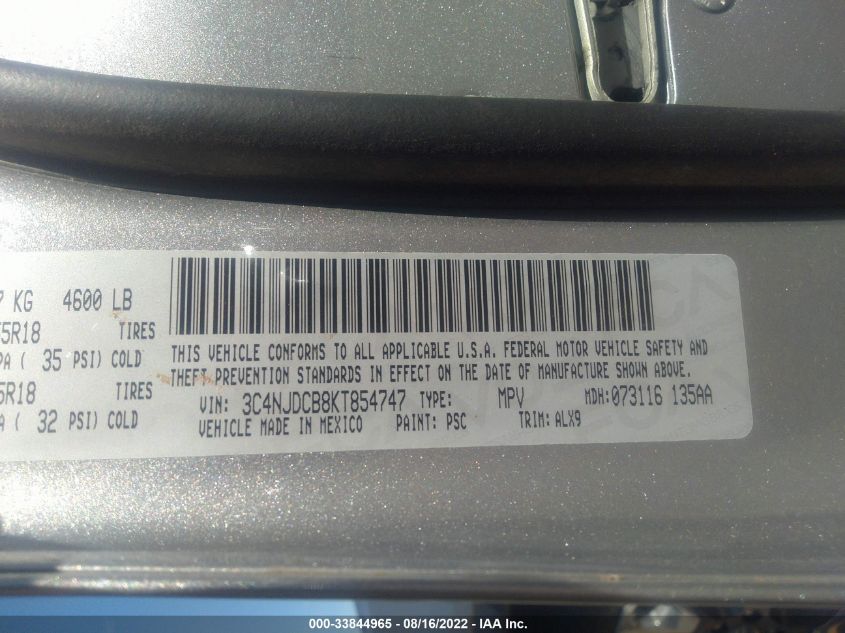 KG 4600 LB
5R18 TIRES
PA ( 35 PSI) COLD
5R18 TIRES
A ( 32 PSI) COLD
THIS VEHICLE CONFORMS TO ALL APPLICABLE U.S.A. FEDERAL MOTOR VEHICLE SAFETY AND
THEFT PREVENTION STANDARDS IN EFFECT ON THE DATE OF MANUFACTURE SHOWN ABOVE.
VIN: 3C4NJDCB8KT854747 TYPE: MPV MDH:073116 135AA
VEHICLE MADE IN MEXICO PAINT: PSC TRIM: ALX9
000-33844965 - 08/16/2022 - IAA Inc.